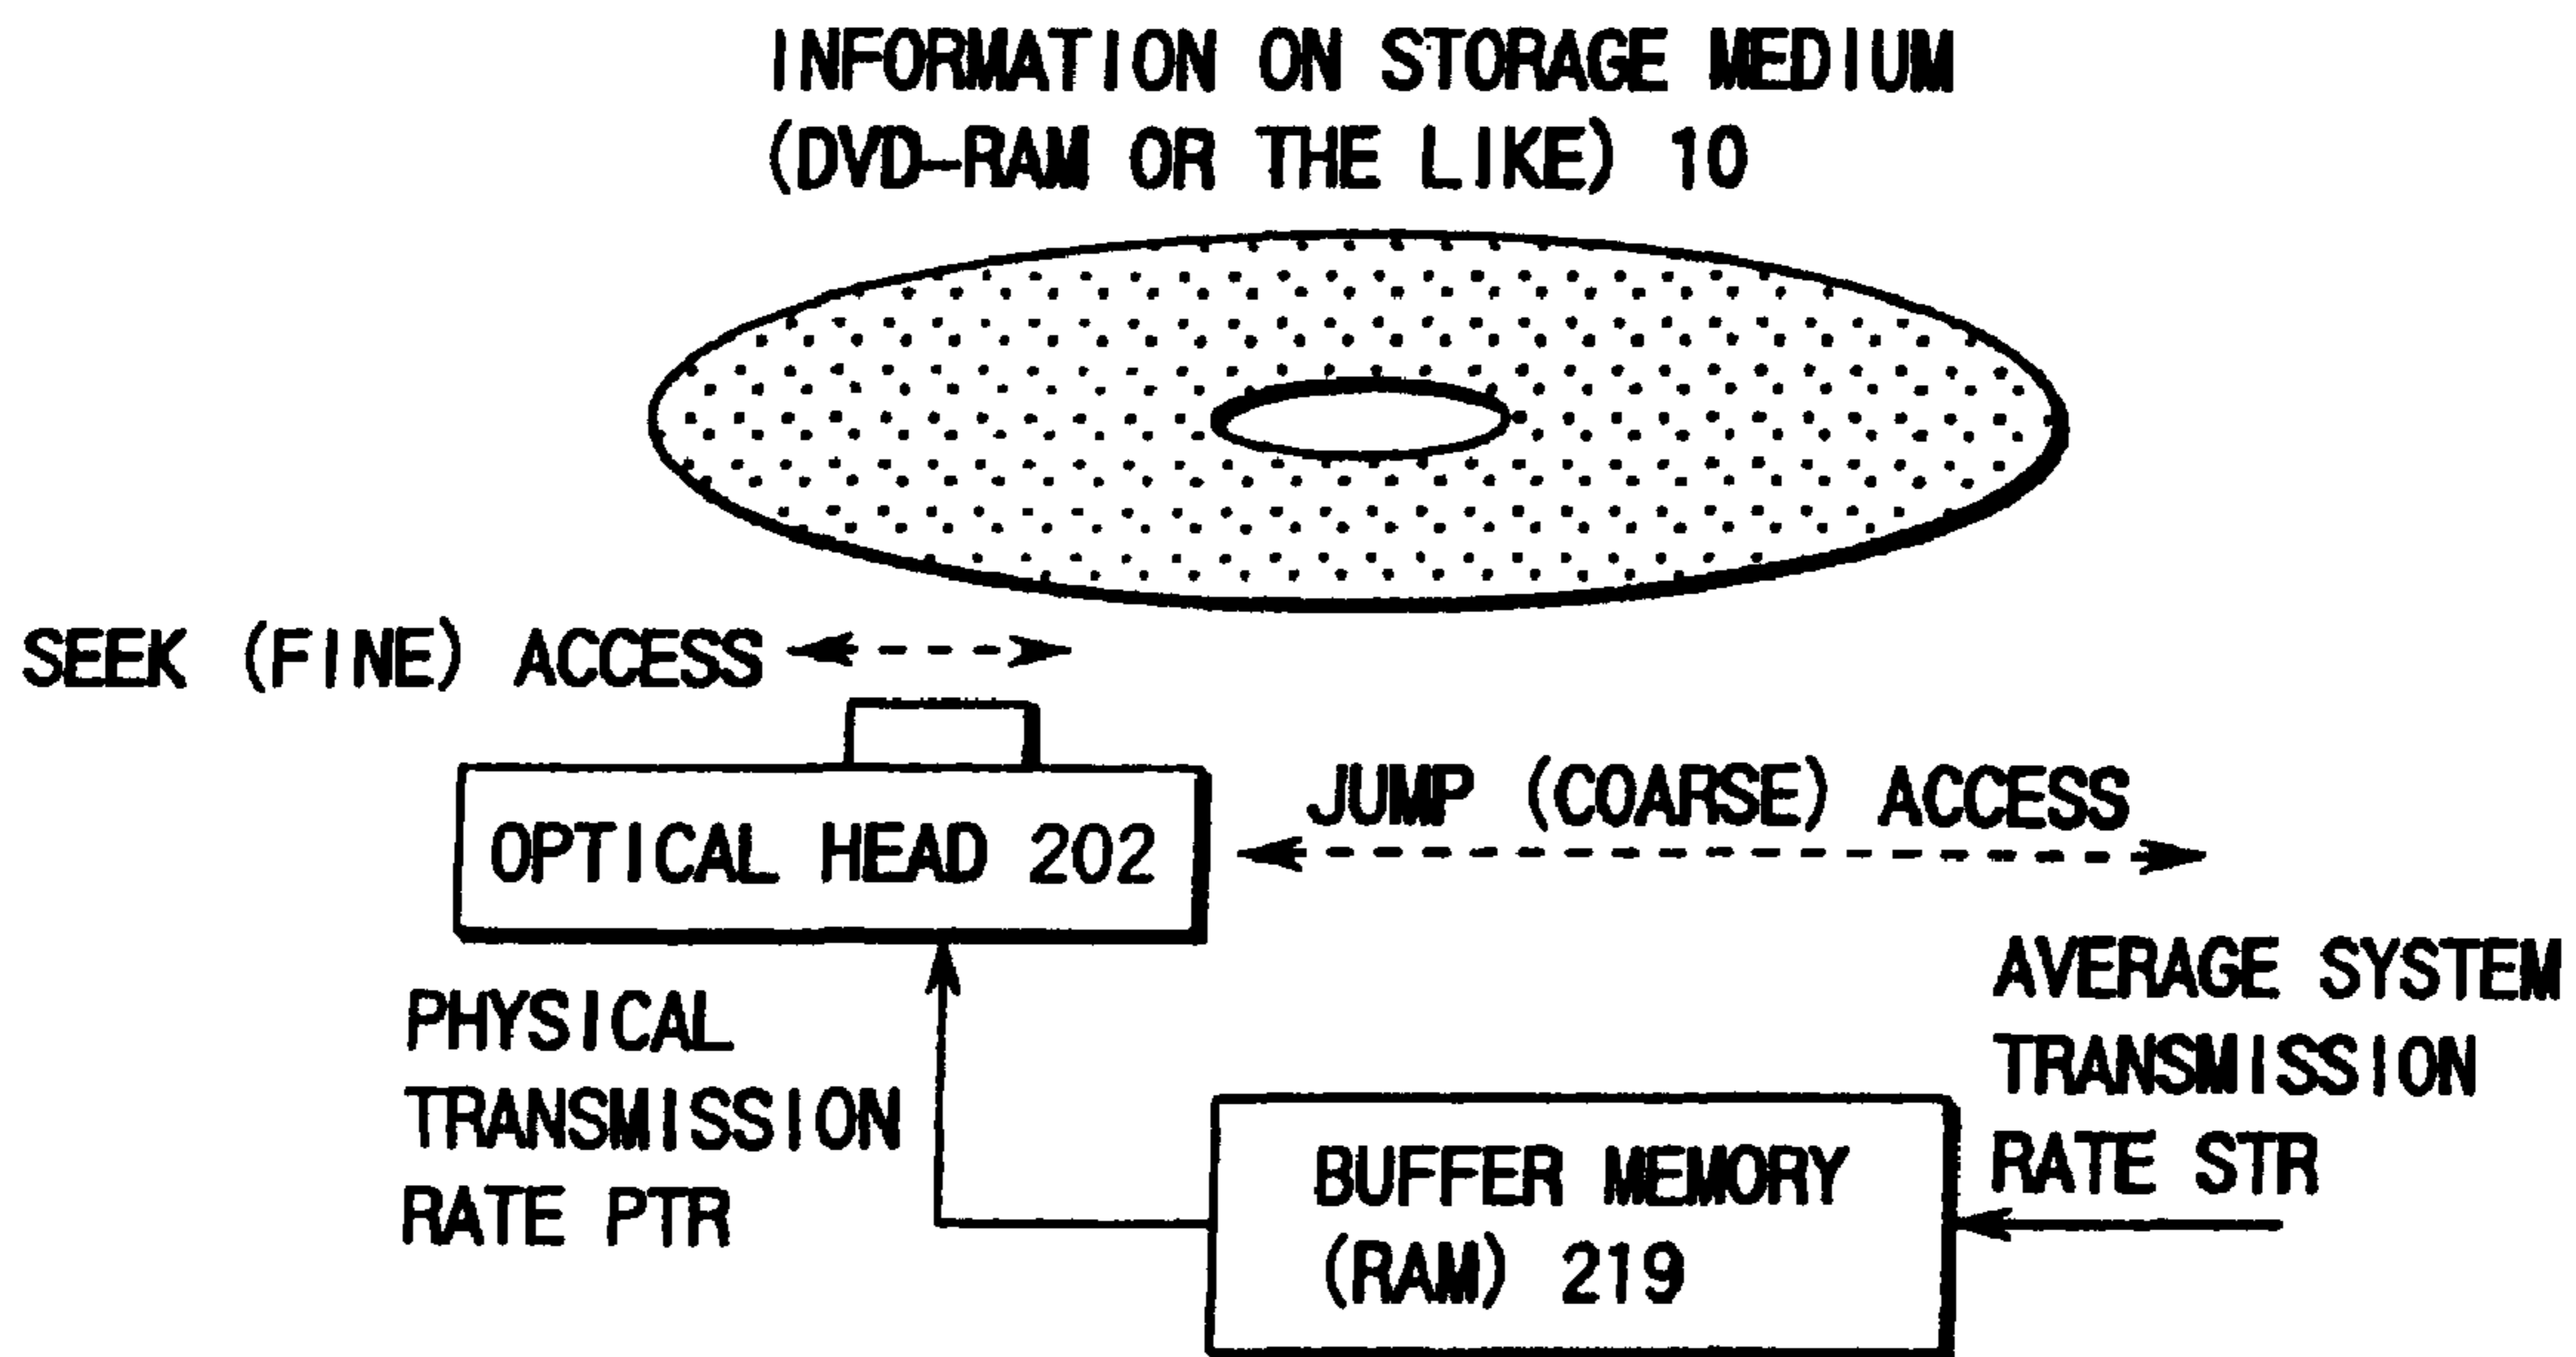 INFORMATION ON STORAGE MEDIUM
(DVD-RAM OR THE LIKE) 10
SEEK (FINE) ACCESS
JUMP (COARSE) ACCESS
OPTICAL HEAD 202
PHYSICAL
TRANSMISSION
RATE PTR
AVERAGE SYSTEM
TRANSMISSION
RATE STR
BUFFER MEMORY
(RAM) 219